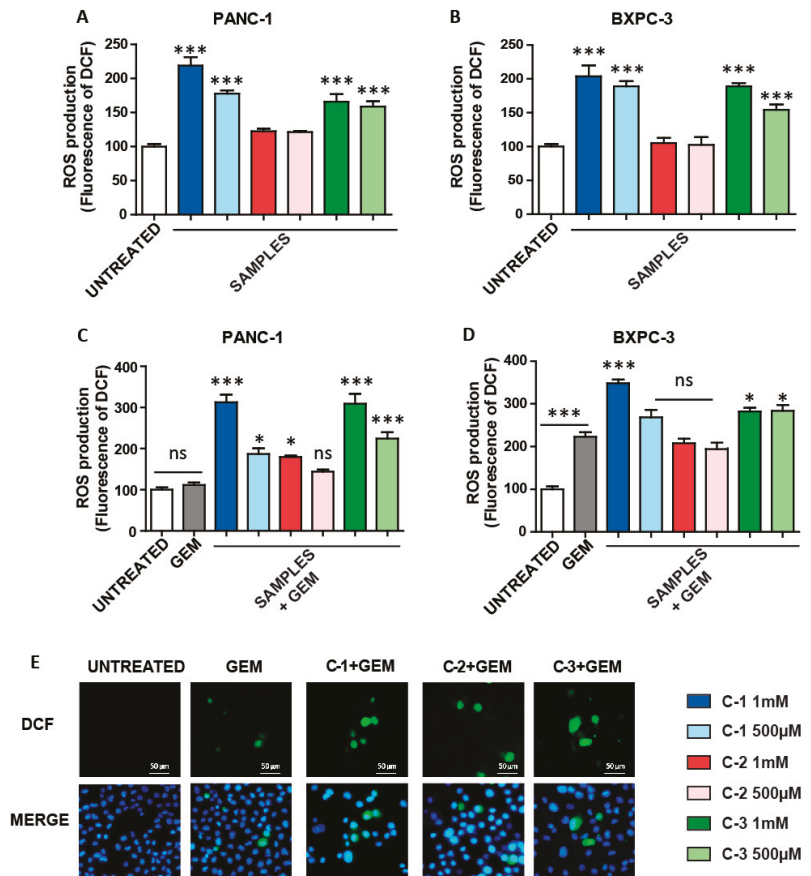 A
PANC-1
ROS production
(Fluorescence of DCF)
250
200
150
100
50
0
***
***
***
***
UNTREATED
SAMPLES
B
BXPC-3
ROS production
(Fluorescence of DCF)
250
200
150
100
50
0
***
***
***
***
UNTREATED
SAMPLES
C
PANC-1
ROS production
(Fluorescence of DCF)
400
300
200
100
0
ns
***
*
*
ns
***
***
UNTREATED
GEM
SAMPLES
+ GEM
D
BXPC-3
ROS production
(Fluorescence of DCF)
400
300
200
100
0
***
***
ns
*
*
UNTREATED
GEM
SAMPLES
+ GEM
E
UNTREATED GEM C-1+GEM C-2+GEM C-3+GEM
DCF
50 µm 50 µm 50 µm 50 µm 50 µm
MERGE
C-1 1mM
C-1 500µM
C-2 1mM
C-2 500µM
C-3 1mM
C-3 500µM